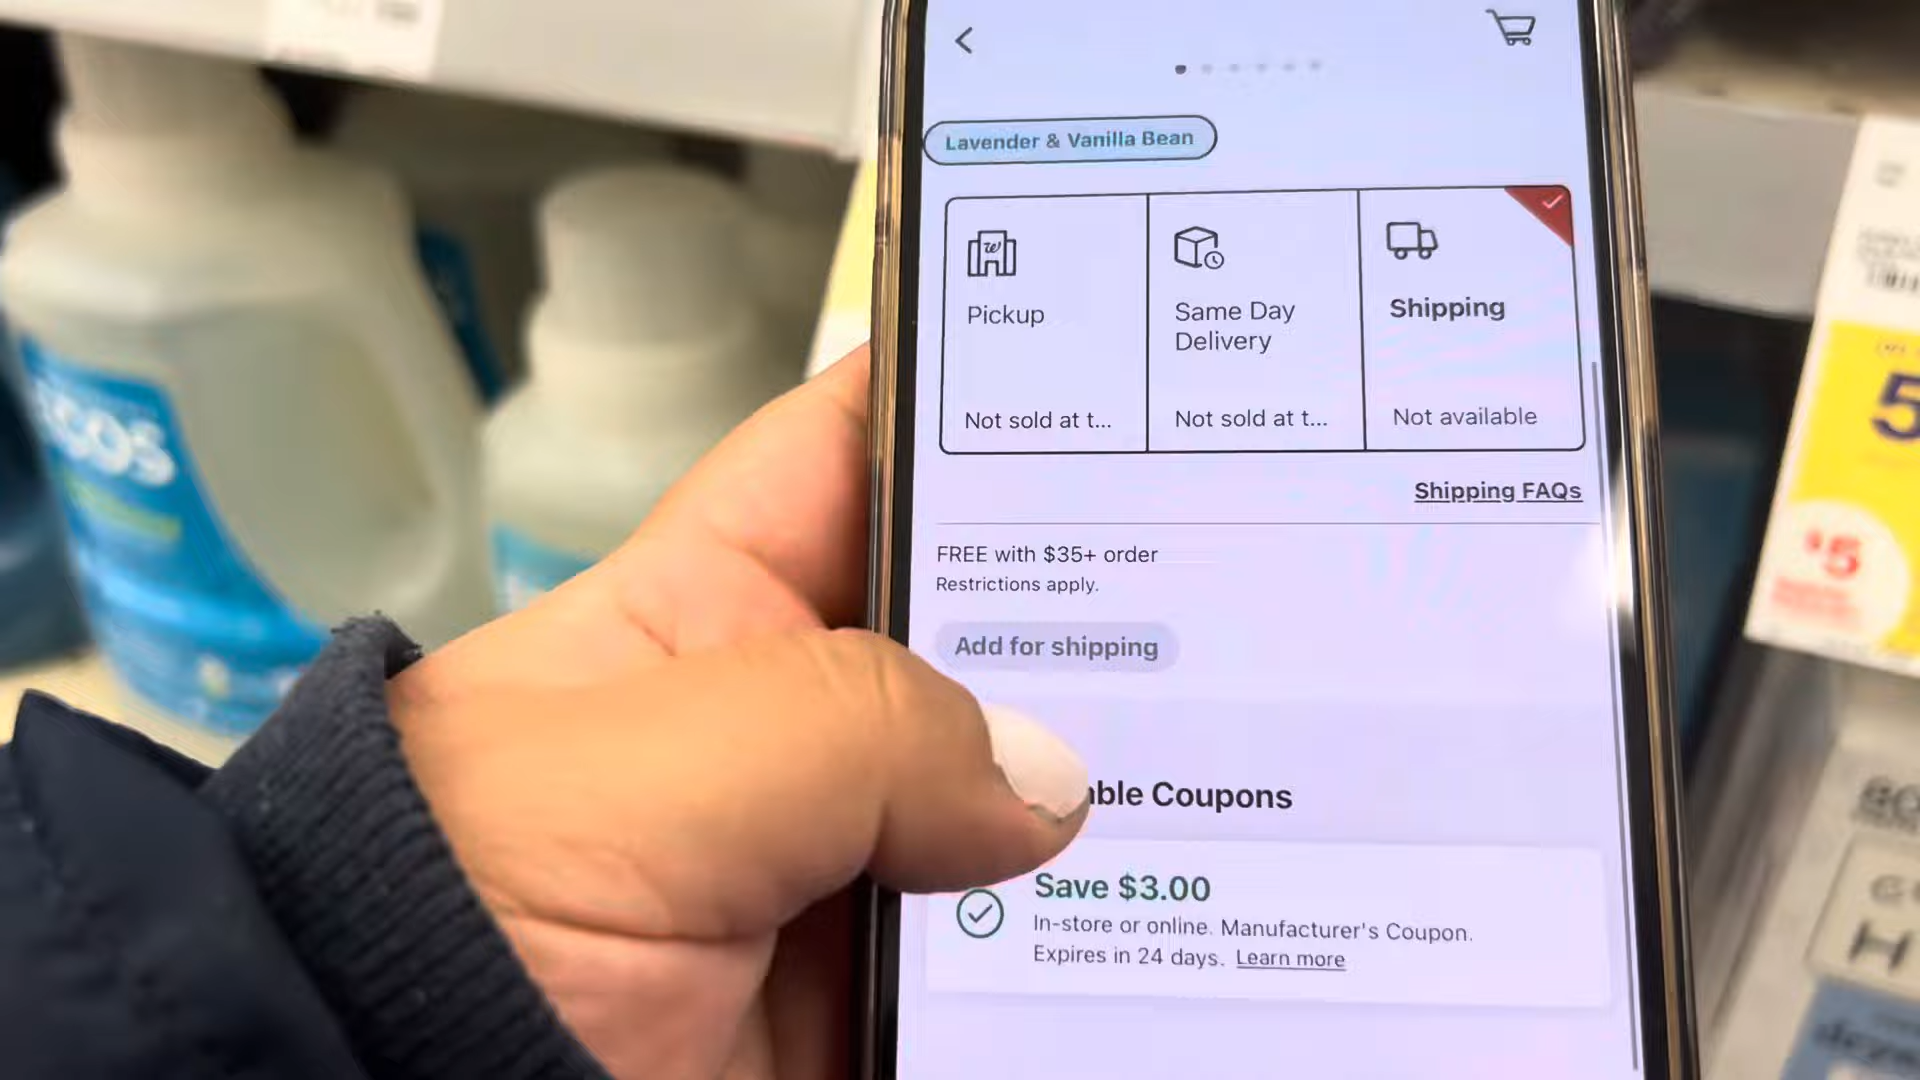 Lavender & Vanilla Bean
w
Pickup
Same Day
Delivery
Shipping
Not sold at t...
Not sold at t...
Not available
Shipping FAQs
FREE with $35+ order
Restrictions apply.
Add for shipping
ble Coupons
Save $3.00
In-store or online. Manufacturer's Coupon.
Expires in 24 days. Learn more
5
$5